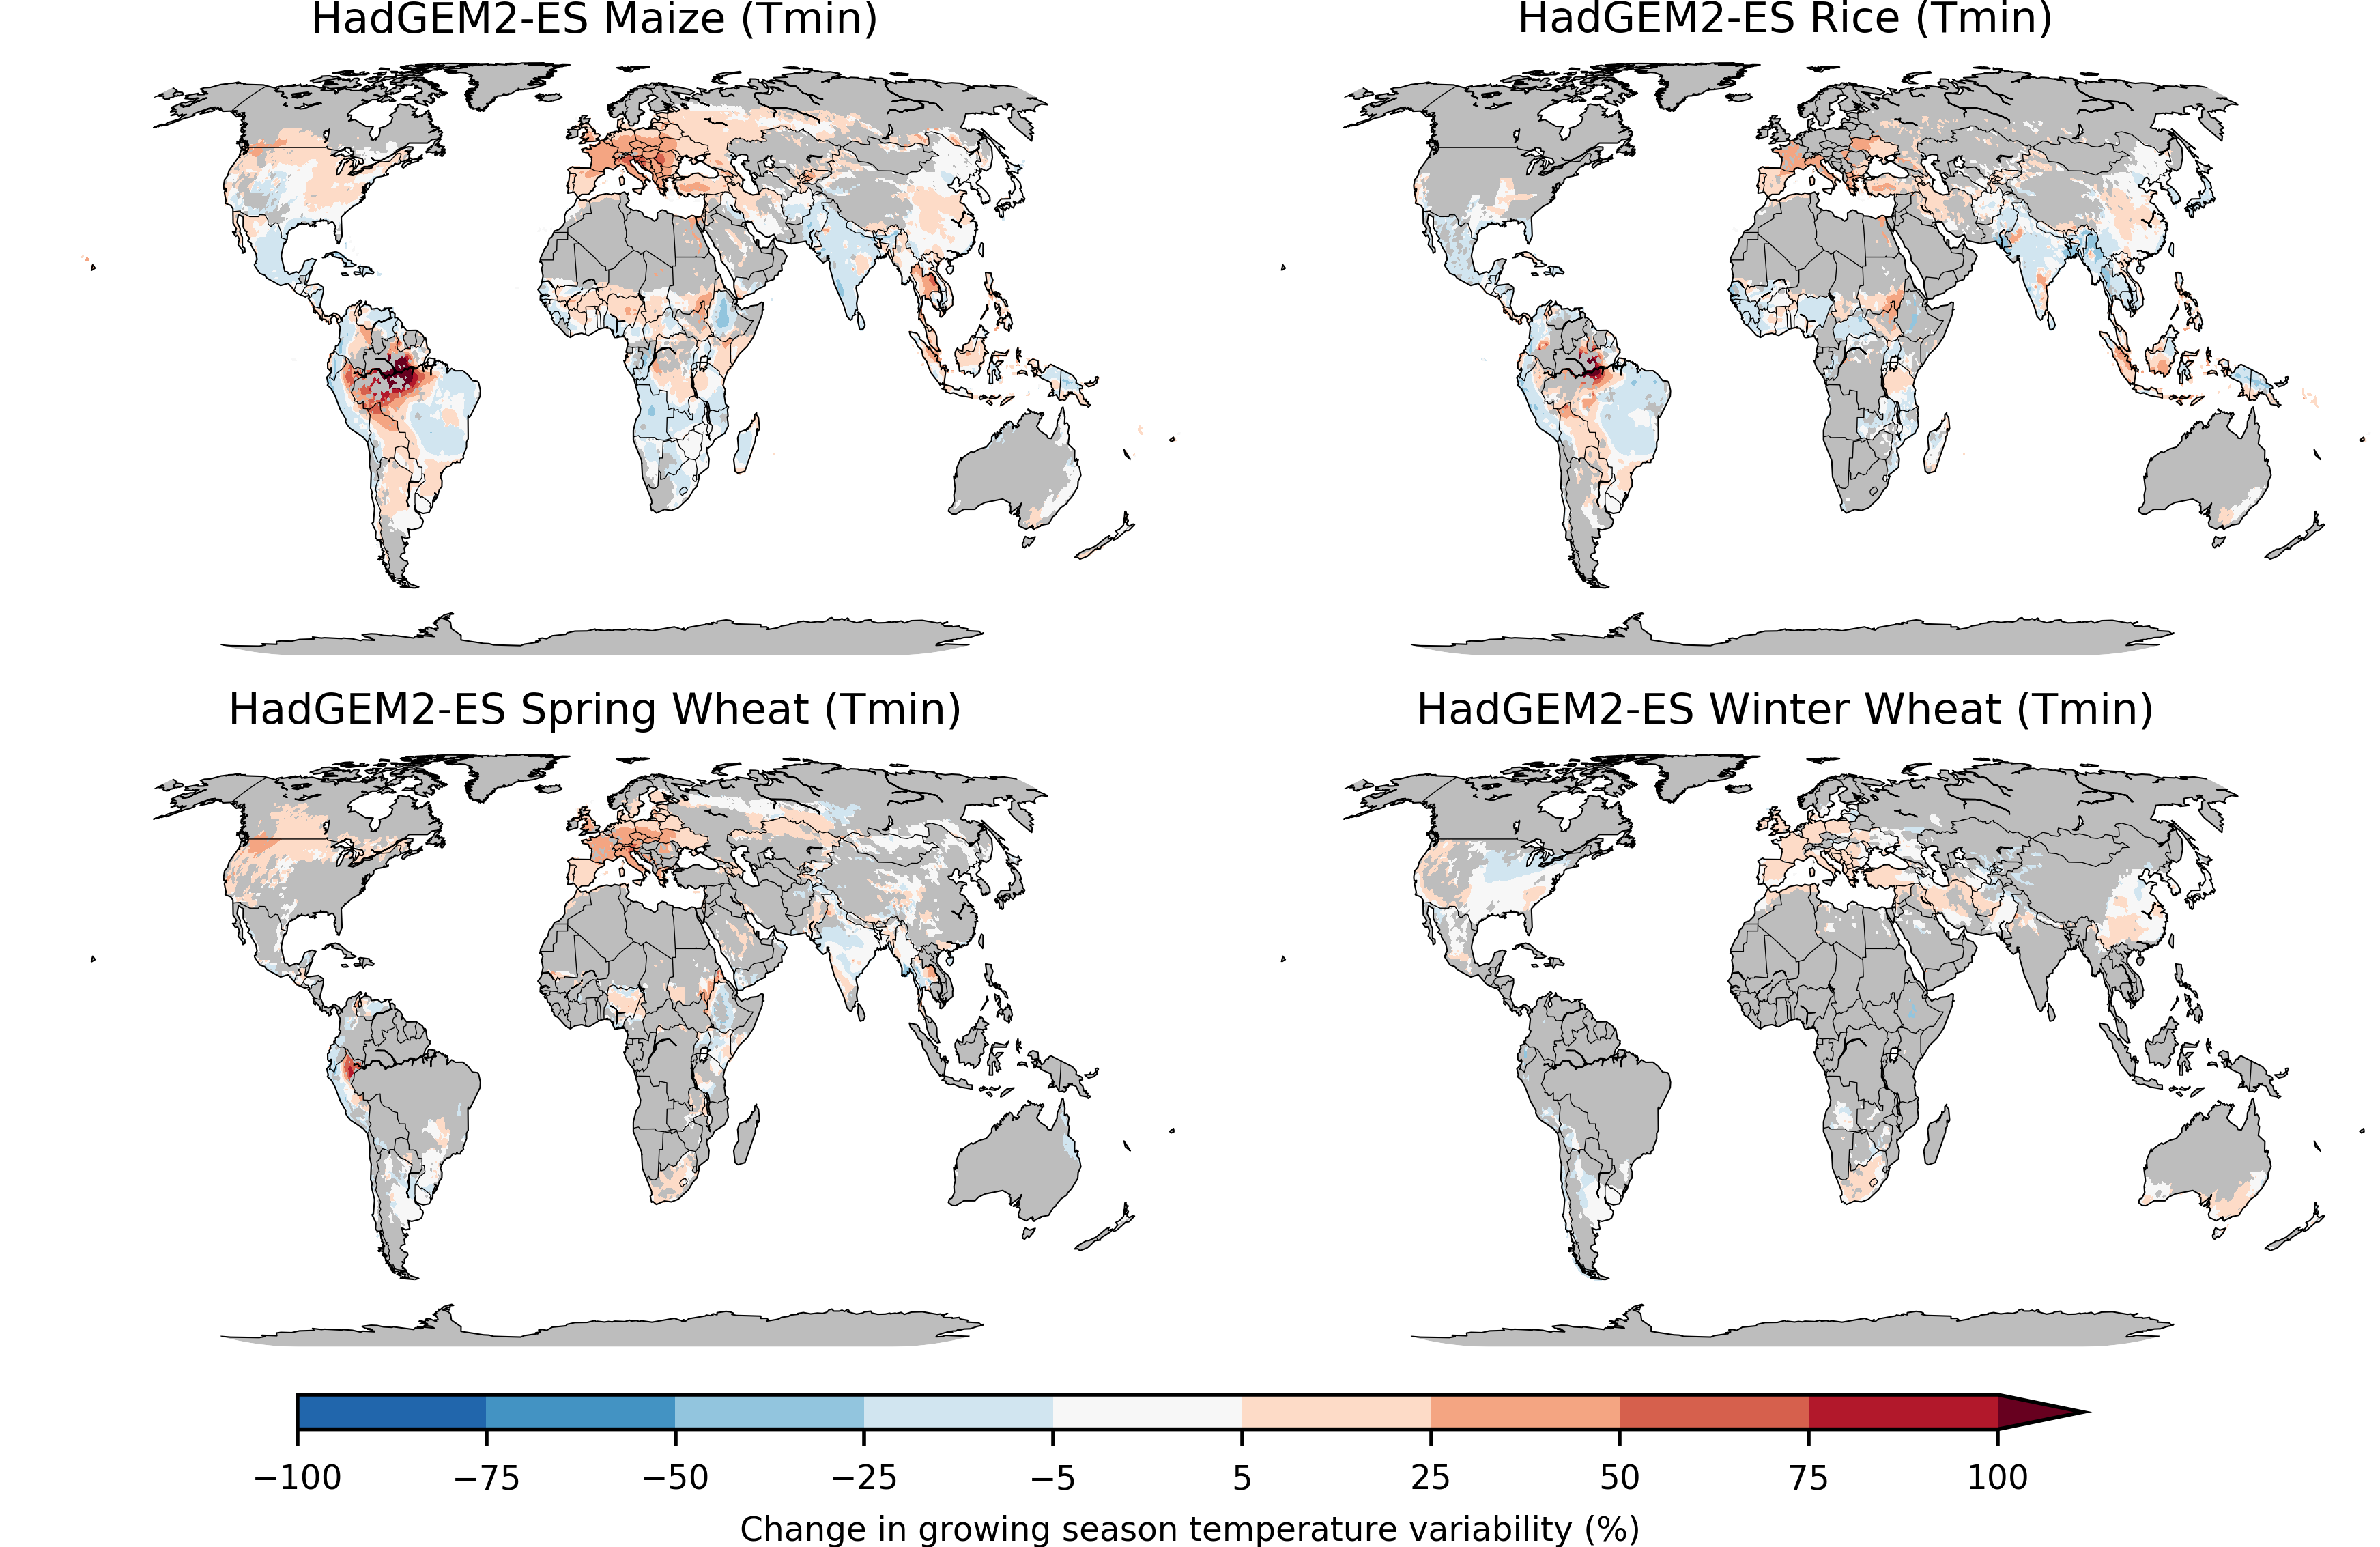 HadGEM2-ES Maize (Tmin)
HadGEM2-ES Rice (Tmin)
HadGEM2-ES Spring Wheat (Tmin)
HadGEM2-ES Winter Wheat (Tmin)
−100 −75 −50 −25 −5 5 25 50 75 100
Change in growing season temperature variability (%)